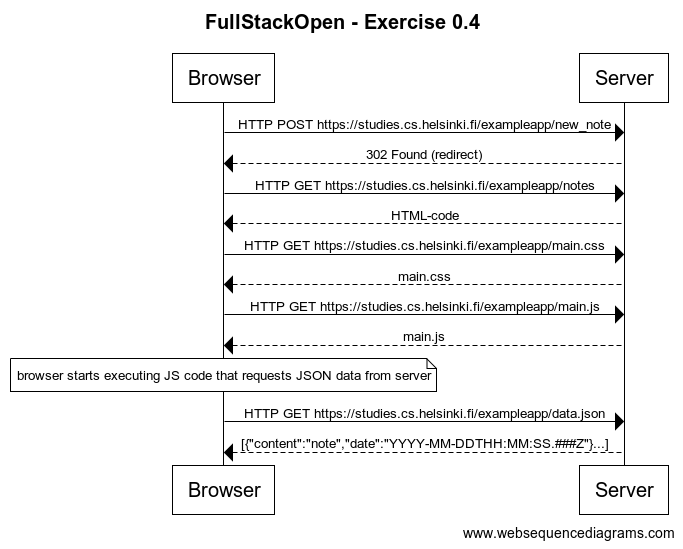 FullStackOpen - Exercise 0.4
Browser
Server
HTTP POST https://studies.cs.helsinki.fi/exampleapp/new_note
302 Found (redirect)
HTTP GET https://studies.cs.helsinki.fi/exampleapp/notes
HTML-code
HTTP GET https://studies.cs.helsinki.fi/exampleapp/main.css
main.css
HTTP GET https://studies.cs.helsinki.fi/exampleapp/main.js
main.js
browser starts executing JS code that requests JSON data from server
HTTP GET https://studies.cs.helsinki.fi/exampleapp/data.json
[{"content":"note","date":"YYYY-MM-DDTHH:MM:SS.###Z"}...]
Browser
Server
www.websequencediagrams.com